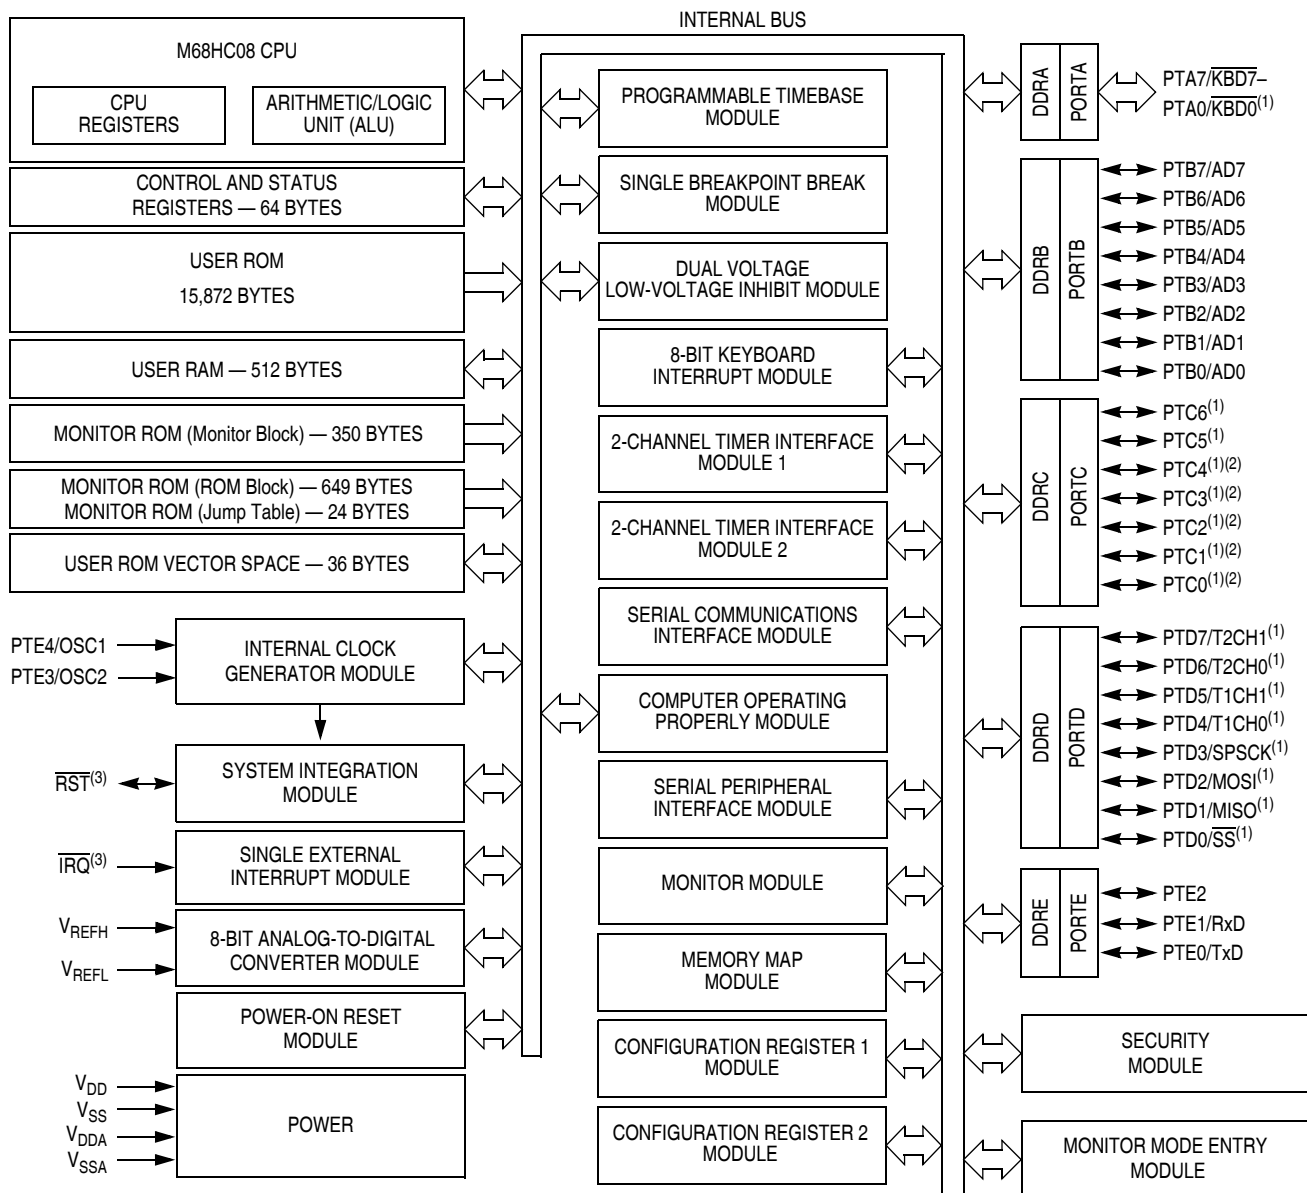 INTERNAL BUS
M68HC08 CPU
CPU
REGISTERS
ARITHMETIC/LOGIC
UNIT (ALU)
CONTROL AND STATUS
REGISTERS — 64 BYTES
USER ROM
15,872 BYTES
USER RAM — 512 BYTES
MONITOR ROM (Monitor Block) — 350 BYTES
MONITOR ROM (ROM Block) — 649 BYTES
MONITOR ROM (Jump Table) — 24 BYTES
USER ROM VECTOR SPACE — 36 BYTES
PTE4/OSC1
PTE3/OSC2
INTERNAL CLOCK
GENERATOR MODULE
RST(3)
SYSTEM INTEGRATION
MODULE
IRQ(3)
SINGLE EXTERNAL
INTERRUPT MODULE
VREFH
VREFL
8-BIT ANALOG-TO-DIGITAL
CONVERTER MODULE
POWER-ON RESET
MODULE
VDD
VSS
VDDA
VSSA
POWER
PROGRAMMABLE TIMEBASE
MODULE
SINGLE BREAKPOINT BREAK
MODULE
DUAL VOLTAGE
LOW-VOLTAGE INHIBIT MODULE
8-BIT KEYBOARD
INTERRUPT MODULE
2-CHANNEL TIMER INTERFACE
MODULE 1
2-CHANNEL TIMER INTERFACE
MODULE 2
SERIAL COMMUNICATIONS
INTERFACE MODULE
COMPUTER OPERATING
PROPERLY MODULE
SERIAL PERIPHERAL
INTERFACE MODULE
MONITOR MODULE
MEMORY MAP
MODULE
CONFIGURATION REGISTER 1
MODULE
CONFIGURATION REGISTER 2
MODULE
DDRA
PORTA
PTA7/KBD7–
PTA0/KBD0(1)
DDRB
PORTB
PTB7/AD7
PTB6/AD6
PTB5/AD5
PTB4/AD4
PTB3/AD3
PTB2/AD2
PTB1/AD1
PTB0/AD0
DDRC
PORTC
PTC6(1)
PTC5(1)
PTC4(1)(2)
PTC3(1)(2)
PTC2(1)(2)
PTC1(1)(2)
PTC0(1)(2)
DDRD
PORTD
PTD7/T2CH1(1)
PTD6/T2CH0(1)
PTD5/T1CH1(1)
PTD4/T1CH0(1)
PTD3/SPSCK(1)
PTD2/MOSI(1)
PTD1/MISO(1)
PTD0/SS(1)
DDRE
PORTE
PTE2
PTE1/RxD
PTE0/TxD
SECURITY
MODULE
MONITOR MODE ENTRY
MODULE